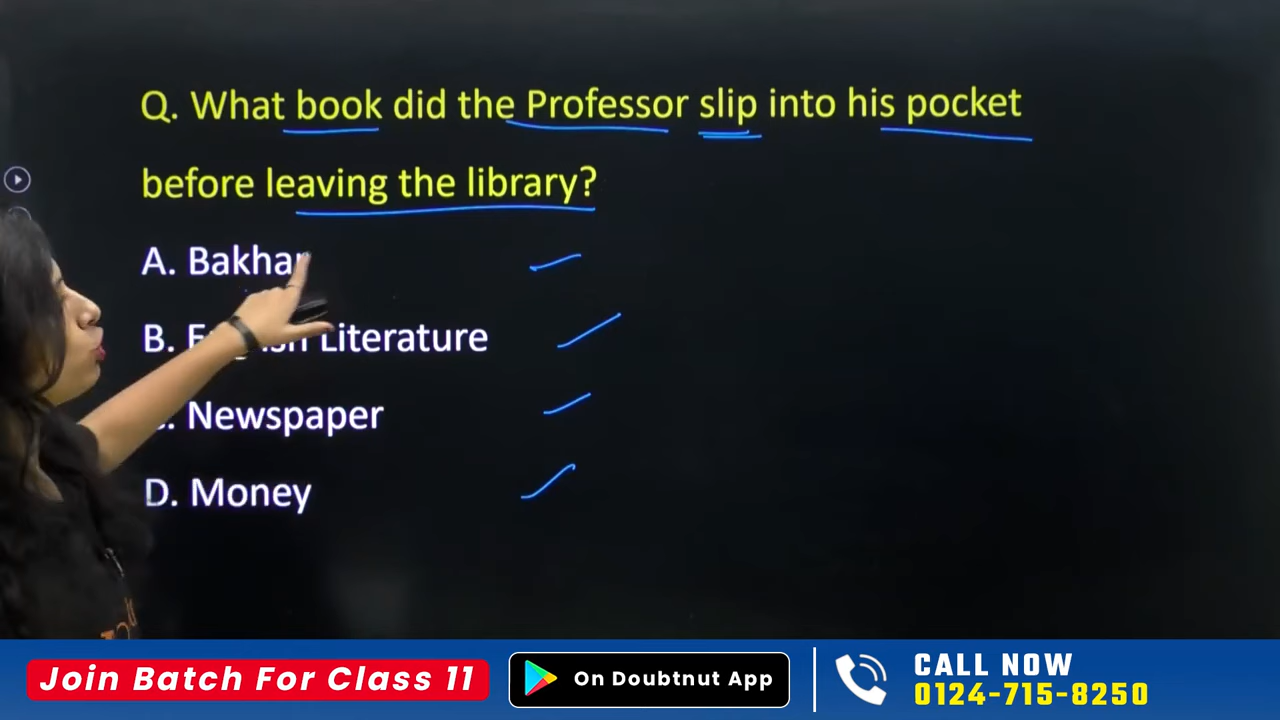 Q. What book did the Professor slip into his pocket
before leaving the library?
A. Bakhar
B. Literature
Newspaper
D. Money
Join Batch For Class 11
On Doubtnut App
CALL NOW
0124-715-8250